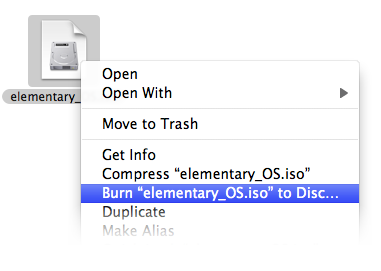 elementary_
Open
Open With
Move to Trash
Get Info
Compress “elementary_OS.iso”
Burn “elementary_OS.iso” to Disc...
Duplicate
Make Alias